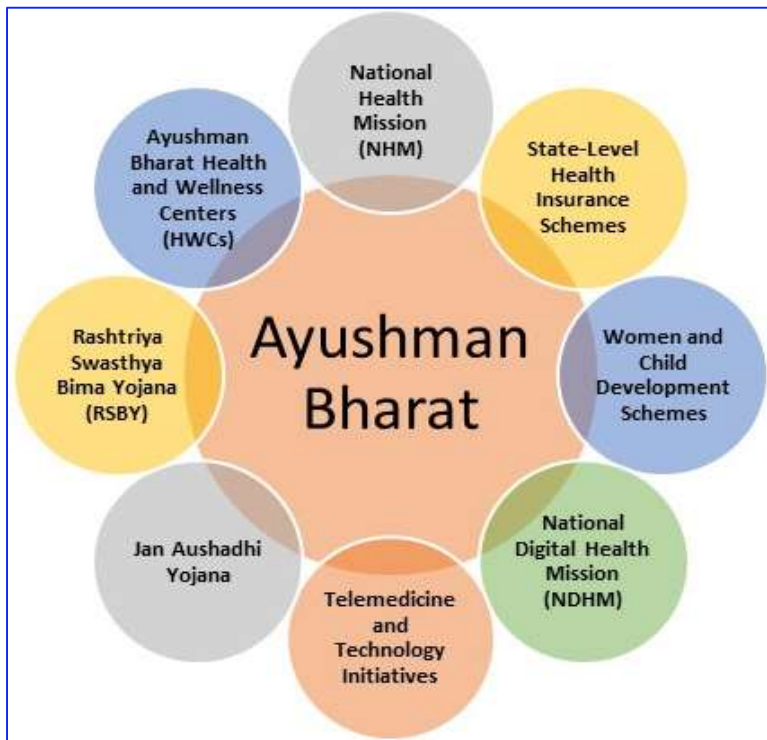 National
Health
Mission
(NHM)
State-Level
Health
Insurance
Schemes
Women and
Child
Development
Schemes
National
Digital Health
Mission
(NDHM)
Telemedicine
and
Technology
Initiatives
Jan Aushadhi
Yojana
Rashtriya
Swasthya
Bima Yojana
(RSBY)
Ayushman
Bharat Health
and Wellness
Centers
(HWCs)
Ayushman
Bharat